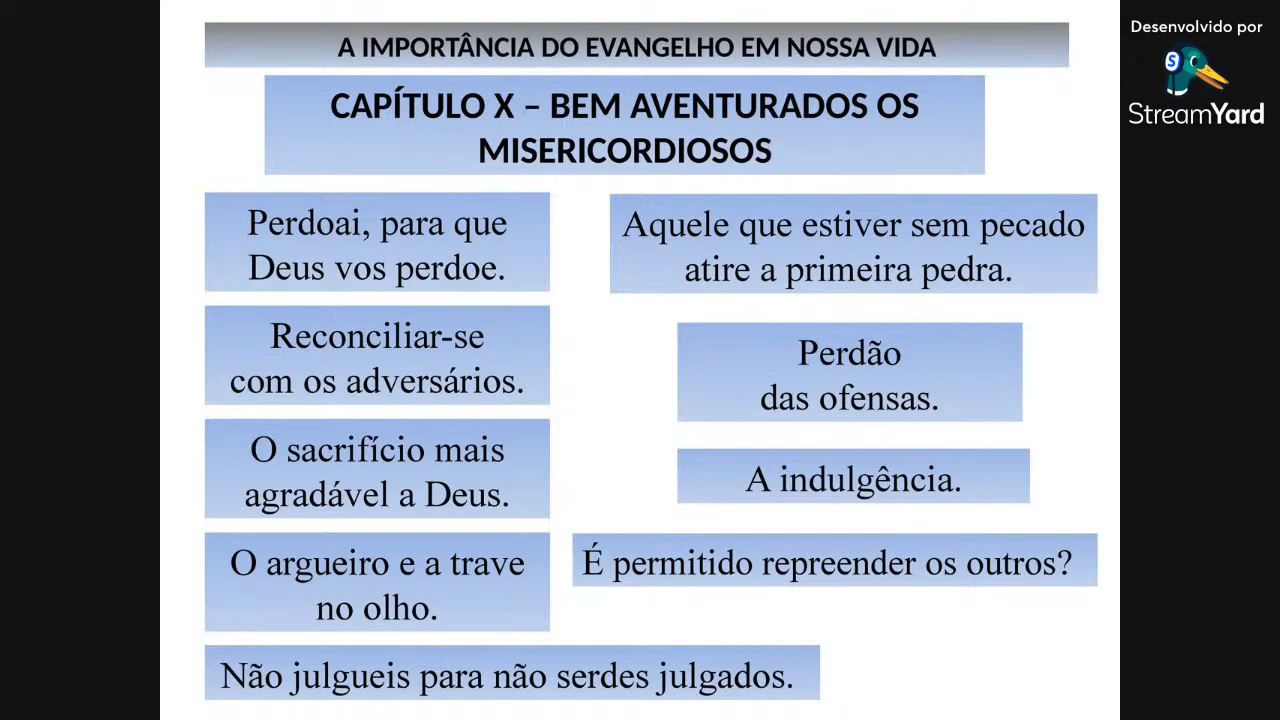 A IMPORTÂNCIA DO EVANGELHO EM NOSSA VIDA
CAPÍTULO X – BEM AVENTURADOS OS
MISERICORDIOSOS
Perdoai, para que
Deus vos perdoe.
Reconciliar-se
com os adversários.
O sacrifício mais
agradável a Deus.
O argueiro e a trave
no olho.
Não julgueis para não serdes julgados.
Aquele que estiver sem pecado
atire a primeira pedra.
Perdão
das ofensas.
A indulgência.
É permitido repreender os outros?
Desenvolvido por
S
StreamYard